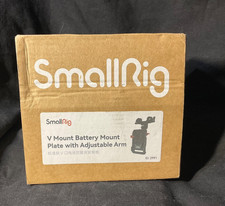 SmallRig
SmallRig
V Mount Battery Mount
Plate with Adjustable Arm